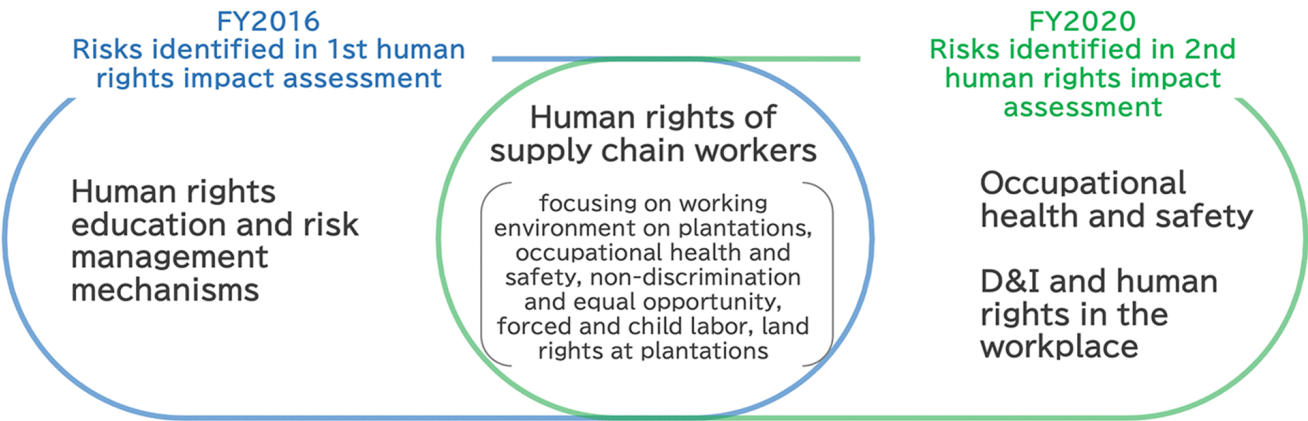 FY2016
Risks identified in 1st human
rights impact assessment
Human rights
education and risk
management
mechanisms
Human rights of
supply chain workers
focusing on working
environment on plantations,
occupational health and
safety, non-discrimination
and equal opportunity,
forced and child labor, land
rights at plantations
FY2020
Risks identified in 2nd
human rights impact
assessment
Occupational
health and safety
D&I and human
rights in the
workplace